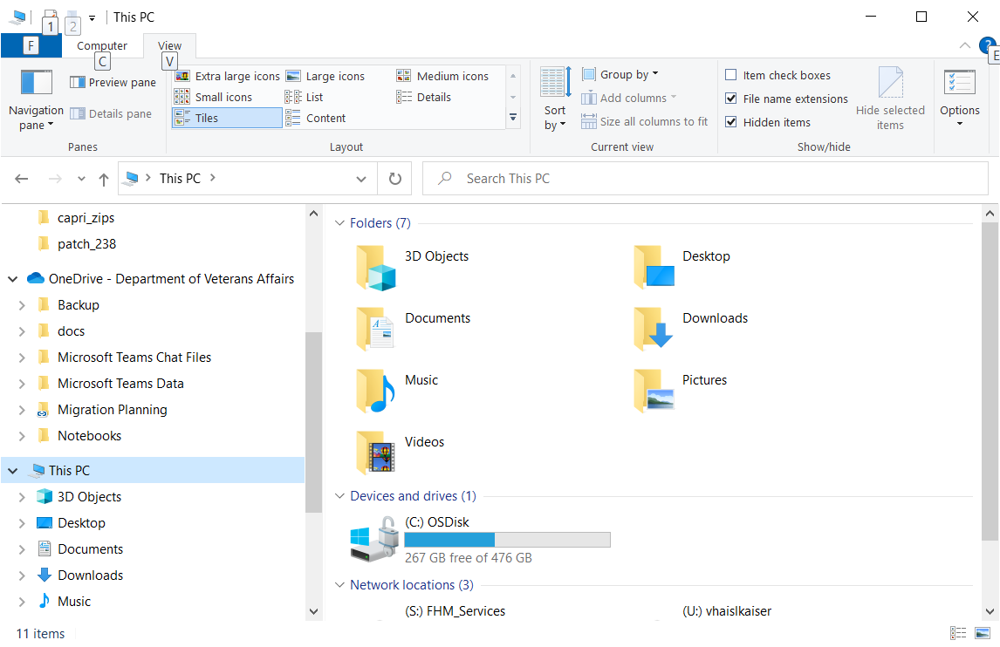 This PC
1 2
F Computer View
C V E
?
Extra large icons Large icons Medium icons
Small icons List Details
Tiles Content
Navigation pane
Preview pane
Details pane
Panes
Layout
Sort by
Group by
Add columns
Size all columns to fit
Current view
Item check boxes
File name extensions
Hidden items
Hide selected items
Show/hide
Options
This PC
Search This PC
capri_zips
patch_238
OneDrive - Department of Veterans Affairs
Backup
docs
Microsoft Teams Chat Files
Microsoft Teams Data
Migration Planning
Notebooks
This PC
3D Objects
Desktop
Documents
Downloads
Music
Folders (7)
3D Objects Desktop
Documents Downloads
Music Pictures
Videos
Devices and drives (1)
(C:) OSDisk
267 GB free of 476 GB
Network locations (3)
(S:) FHM_Services (U:) vhaislkaiser
11 items